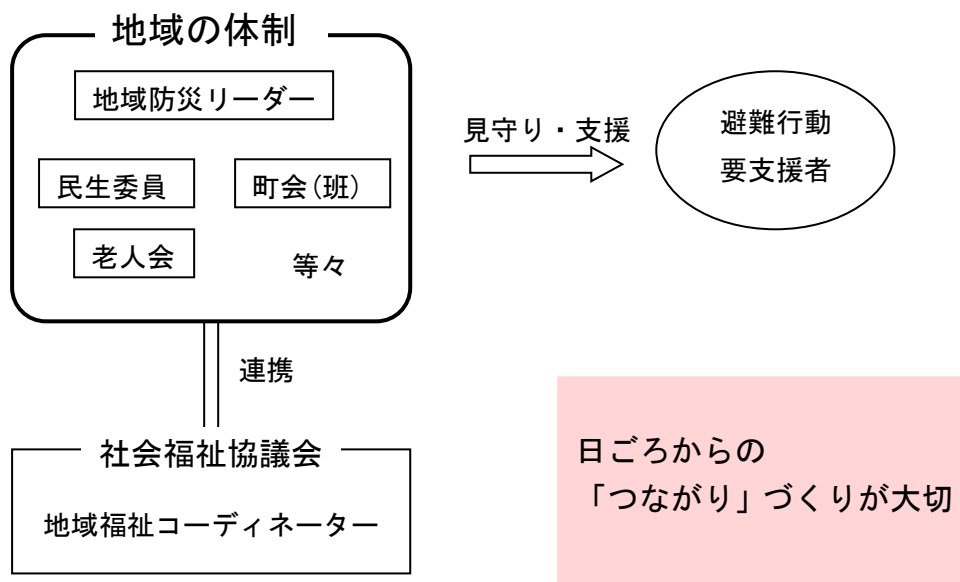 地域の体制
地域防災リーダー
民生委員
町会(班)
老人会
等々
見守り・支援
避難行動
要支援者
連携
社会福祉協議会
地域福祉コーディネーター
日ごろからの
「つながり」づくりが大切